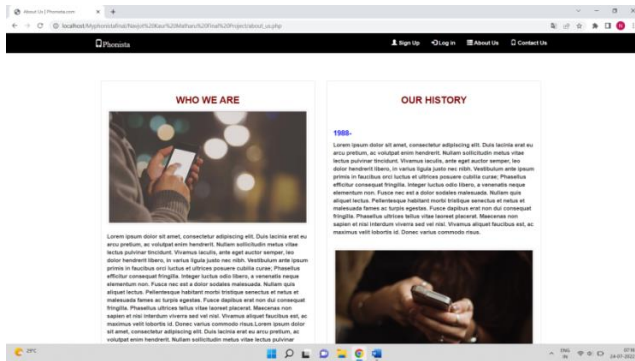 About Us | Phonista.com
localhost/Myphonistafinal/Neejot%20Kaur%20Matharu%20Final%20Project/about_us.php
Phonista
Sign Up
Log in
About Us
Contact Us
WHO WE ARE
Lorem ipsum dolor sit amet, consectetur adipiscing elit. Duis lacinia erat eu
arcu pretium, ac volutpat enim hendrerit. Nullam sollicitudin metus vitae
lectus pulvinar tincidunt. Vivamus iaculis, ante eget auctor semper, leo
dolor hendrerit libero, in varius ligula justo nec nibh. Vestibulum ante ipsum
primis in faucibus orci luctus et ultrices posuere cubilia curae; Phasellus
efficitur consequat fringilla. Integer luctus odio libero, a venenatis neque
elementum non. Fusce nec est a dolor sodales malesuada. Nullam quis
aliquet lectus. Pellentesque habitant morbi tristique senectus et netus et
malesuada fames ac turpis egestas. Fusce dapibus erat non dui consequat
fringilla. Phasellus ultrices tellus vitae laoreet placerat. Maecenas non
sapien et nisi interdum viverra sed vel nisl. Vivamus aliquet faucibus est, ac
maximus velit lobortis id. Donec varius commodo risus.Lorem ipsum dolor
sit amet, consectetur adipiscing elit. Duis lacinia erat eu arcu pretium, ac
volutpat enim hendrerit. Nullam sollicitudin metus vitae lectus pulvinar
OUR HISTORY
1988-
Lorem ipsum dolor sit amet, consectetur adipiscing elit. Duis lacinia erat eu
arcu pretium, ac volutpat enim hendrerit. Nullam sollicitudin metus vitae
lectus pulvinar tincidunt. Vivamus iaculis, ante eget auctor semper, leo
dolor hendrerit libero, in varius ligula justo nec nibh. Vestibulum ante ipsum
primis in faucibus orci luctus et ultrices posuere cubilia curae; Phasellus
efficitur consequat fringilla. Integer luctus odio libero, a venenatis neque
elementum non. Fusce nec est a dolor sodales malesuada. Nullam quis
aliquet lectus. Pellentesque habitant morbi tristique senectus et netus et
malesuada fames ac turpis egestas. Fusce dapibus erat non dui consequat
fringilla. Phasellus ultrices tellus vitae laoreet placerat. Maecenas non
sapien et nisi interdum viverra sed vel nisl. Vivamus aliquet faucibus est, ac
maximus velit lobortis id. Donec varius commodo risus.
29°C
ENG
IN